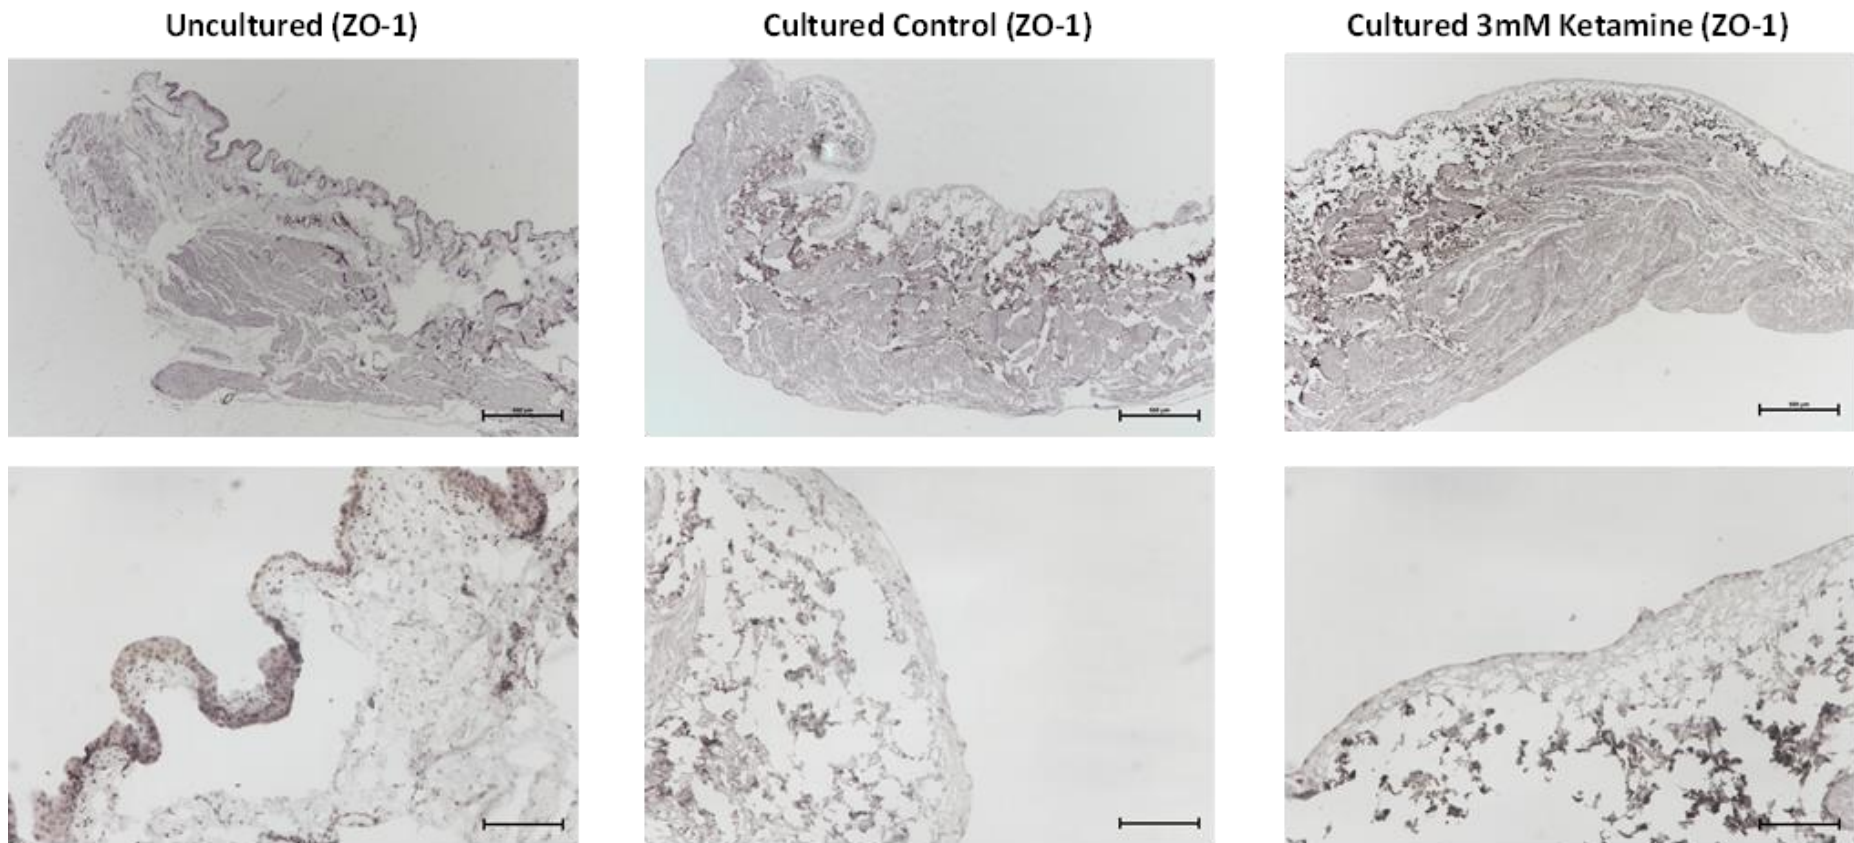 Uncultured (ZO-1)
Cultured Control (ZO-1)
Cultured 3mM Ketamine (ZO-1)